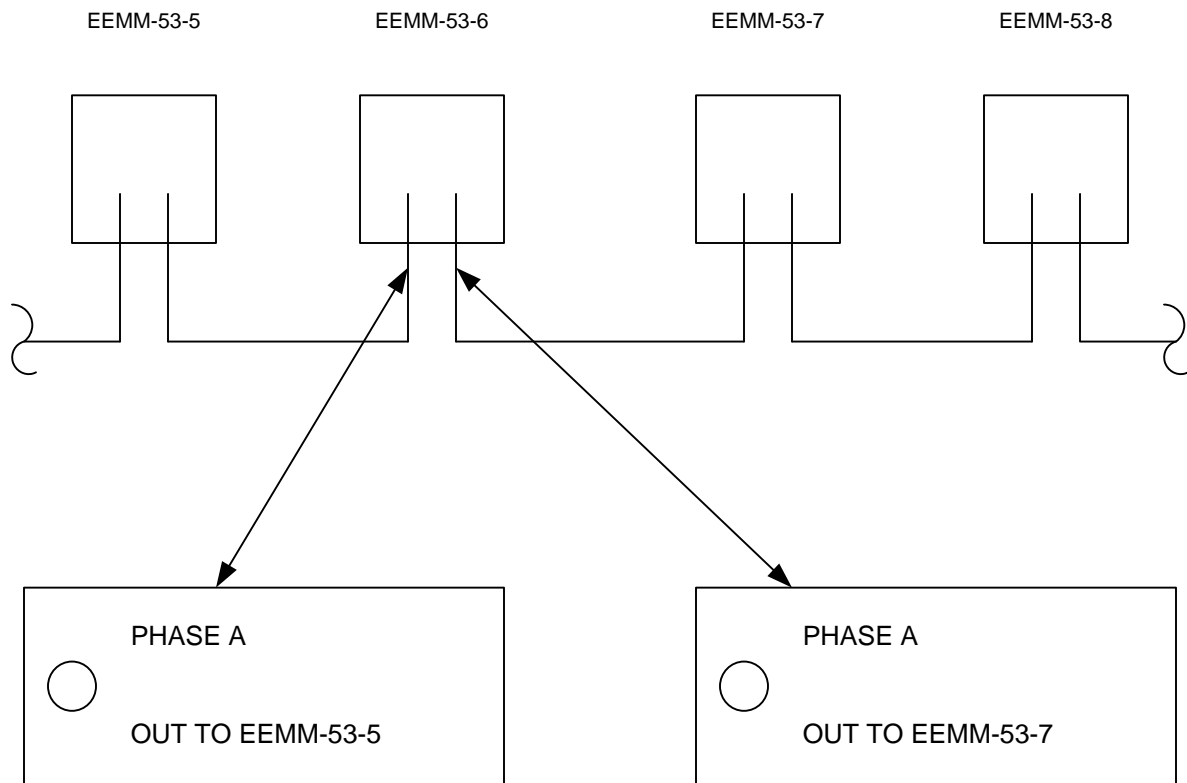 EEMM-53-5
EEMM-53-6
EEMM-53-7
EEMM-53-8
PHASE A
OUT TO EEMM-53-5
PHASE A
OUT TO EEMM-53-7